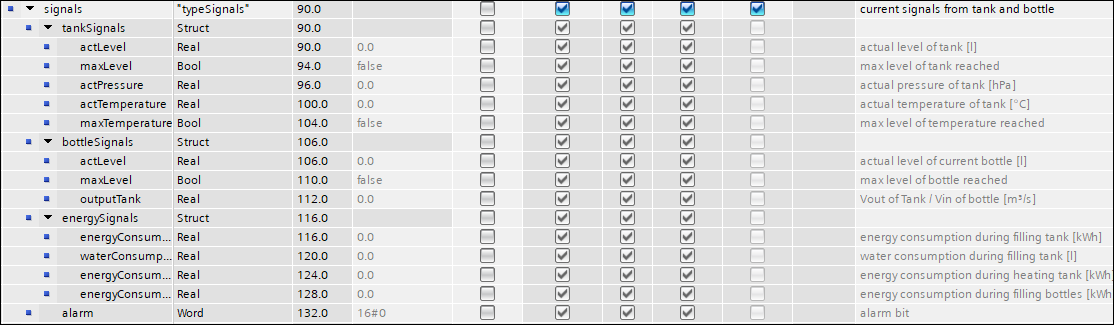 signals "typeSignals" 90.0 current signals from tank and bottle
tankSignals Struct 90.0
actLevel Real 90.0 0.0 actual level of tank [l]
maxLevel Bool 94.0 false max level of tank reached
actPressure Real 96.0 0.0 actual pressure of tank [hPa]
actTemperature Real 100.0 0.0 actual temperature of tank [°C]
maxTemperature Bool 104.0 false max level of temperature reached
bottleSignals Struct 106.0
actLevel Real 106.0 0.0 actual level of current bottle [l]
maxLevel Bool 110.0 false max level of bottle reached
outputTank Real 112.0 0.0 Vout of Tank / Vin of bottle [m³/s]
energySignals Struct 116.0
energyConsum... Real 116.0 0.0 energy consumption during filling tank [kWh]
waterConsump... Real 120.0 0.0 water consumption during filling tank [l]
energyConsum... Real 124.0 0.0 energy consumption during heating tank [kWh]
energyConsum... Real 128.0 0.0 energy consumption during filling bottles [kWh]
alarm Word 132.0 16#0 alarm bit